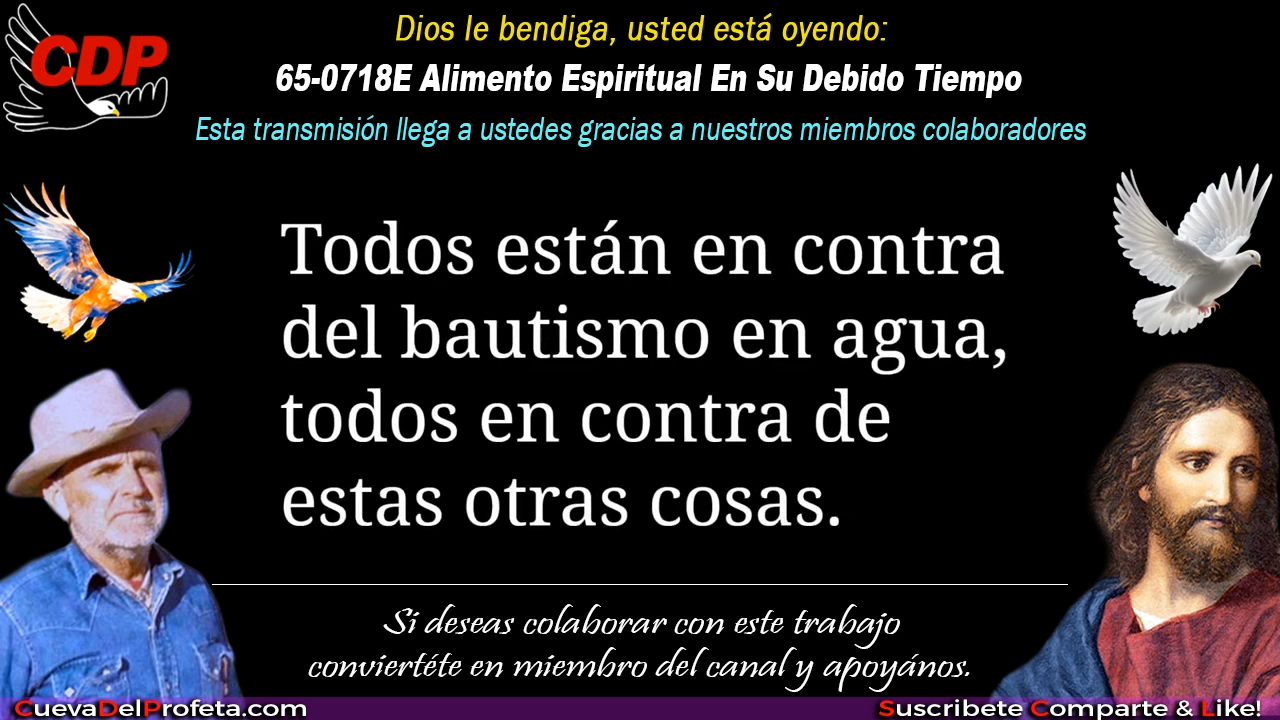 CDP
Dios le bendiga, usted está oyendo:
65-0718E Alimento Espiritual En Su Debido Tiempo
Esta transmisión llega a ustedes gracias a nuestros miembros colaboradores
Todos están en contra
del bautismo en agua,
todos en contra de
estas otras cosas.
Si deseas colaborar con este trabajo
conviertéte en miembro del canal y apoyános.
CuevaDelProfeta.com
Suscribete Comparte & Like!